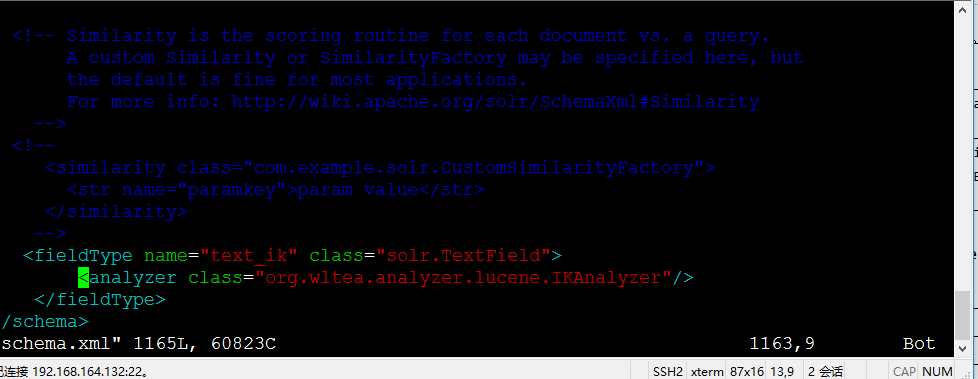 <!-- Similarity is the scoring routine for each document vs. a query.
A custom Similarity or SimilarityFactory may be specified here, but
the default is fine for most applications.
For more info: http://wiki.apache.org/solr/SchemaXml#Similarity
-->
<!--
<similarity class="com.example.solr.CustomSimilarityFactory">
<str name="paramkey">param value</str>
</similarity>
-->
<fieldType name="text_ik" class="solr.TextField">
<analyzer class="org.wltea.analyzer.lucene.IKAnalyzer"/>
</fieldType>
/schema>
schema.xml" 1165L, 60823C 1163,9 Bot
连接 192.168.164.132:22。 SSH2 xterm 87x16 13,9 2 会话 CAP NUM